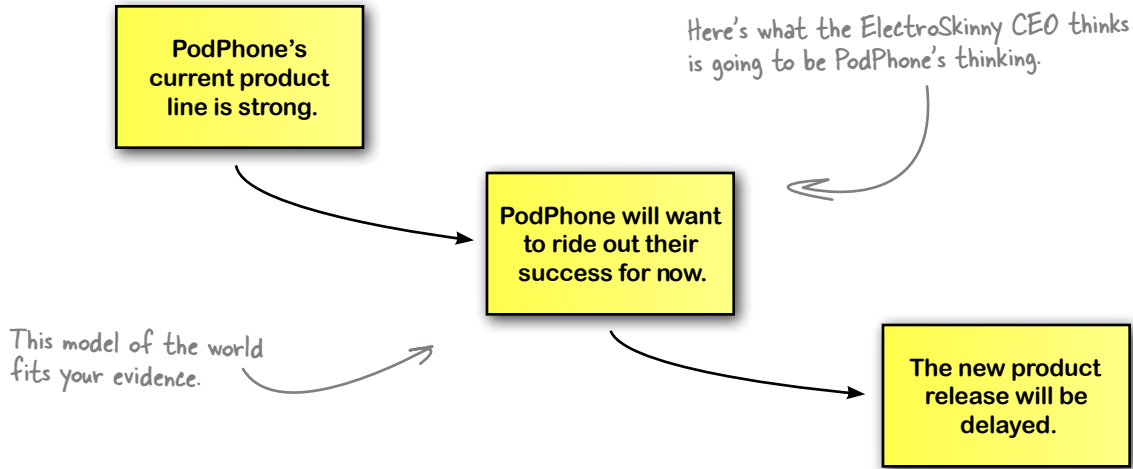 PodPhone's
current product
line is strong.
Here's what the ElectroSkinny CEO thinks
is going to be PodPhone's thinking.
PodPhone will want
to ride out their
success for now.
This model of the world
fits your evidence.
The new product
release will be
delayed.